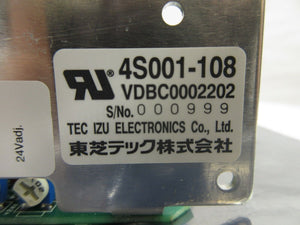 4S001-108
VDBC0002202
S/No. 000999
TEC IZU ELECTRONICS Co., Ltd.
東芝テック株式会社
24Vadj.